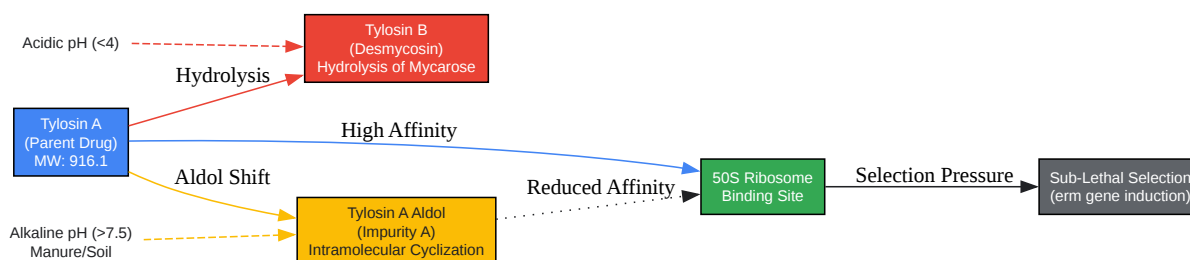 Acidic pH (<4)
Tylosin B
(Desmycosin)
Hydrolysis of Mycarose
Hydrolysis
Tylosin A
(Parent Drug)
MW: 916.1
High Affinity
Aldol Shift
Reduced Affinity
50S Ribosome
Binding Site
Selection Pressure
Sub-Lethal Selection
(erm gene induction)
Alkaline pH (>7.5)
Manure/Soil
Tylosin A Aldol
(Impurity A)
Intramolecular Cyclization